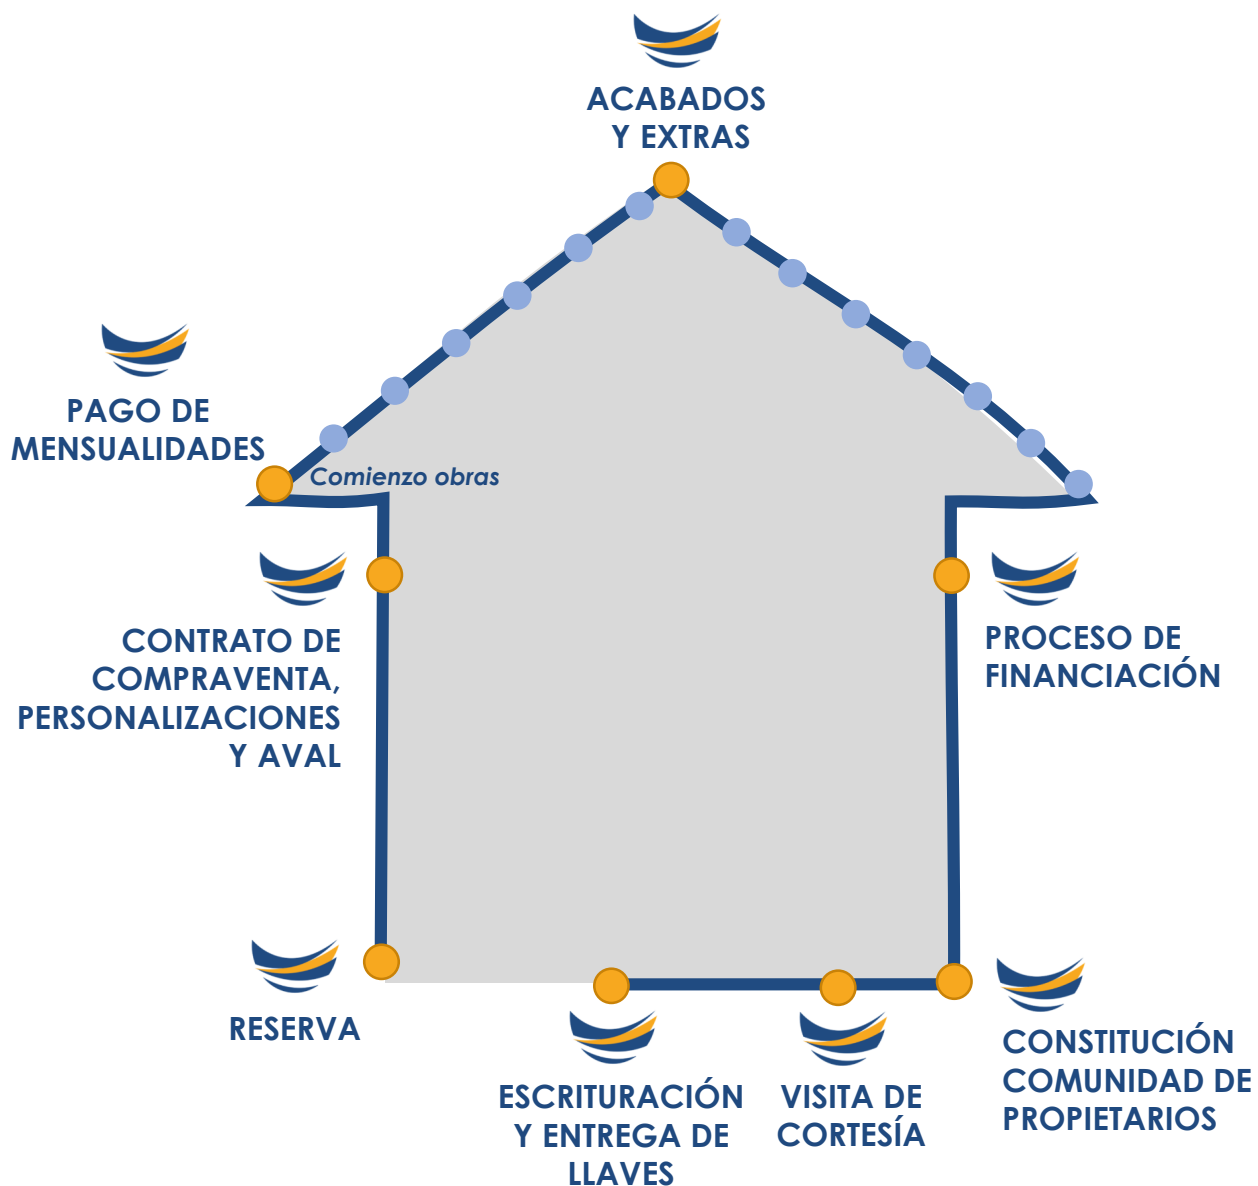 ACABADOS
Y EXTRAS
PAGO DE
MENSUALIDADES
Comienzo obras
CONTRATO DE
COMPRAVENTA,
PERSONALIZACIONES
Y AVAL
PROCESO DE
FINANCIACIÓN
RESERVA
ESCRITURACIÓN
Y ENTREGA DE
LLAVES
VISITA DE
CORTESÍA
CONSTITUCIÓN
COMUNIDAD DE
PROPIETARIOS